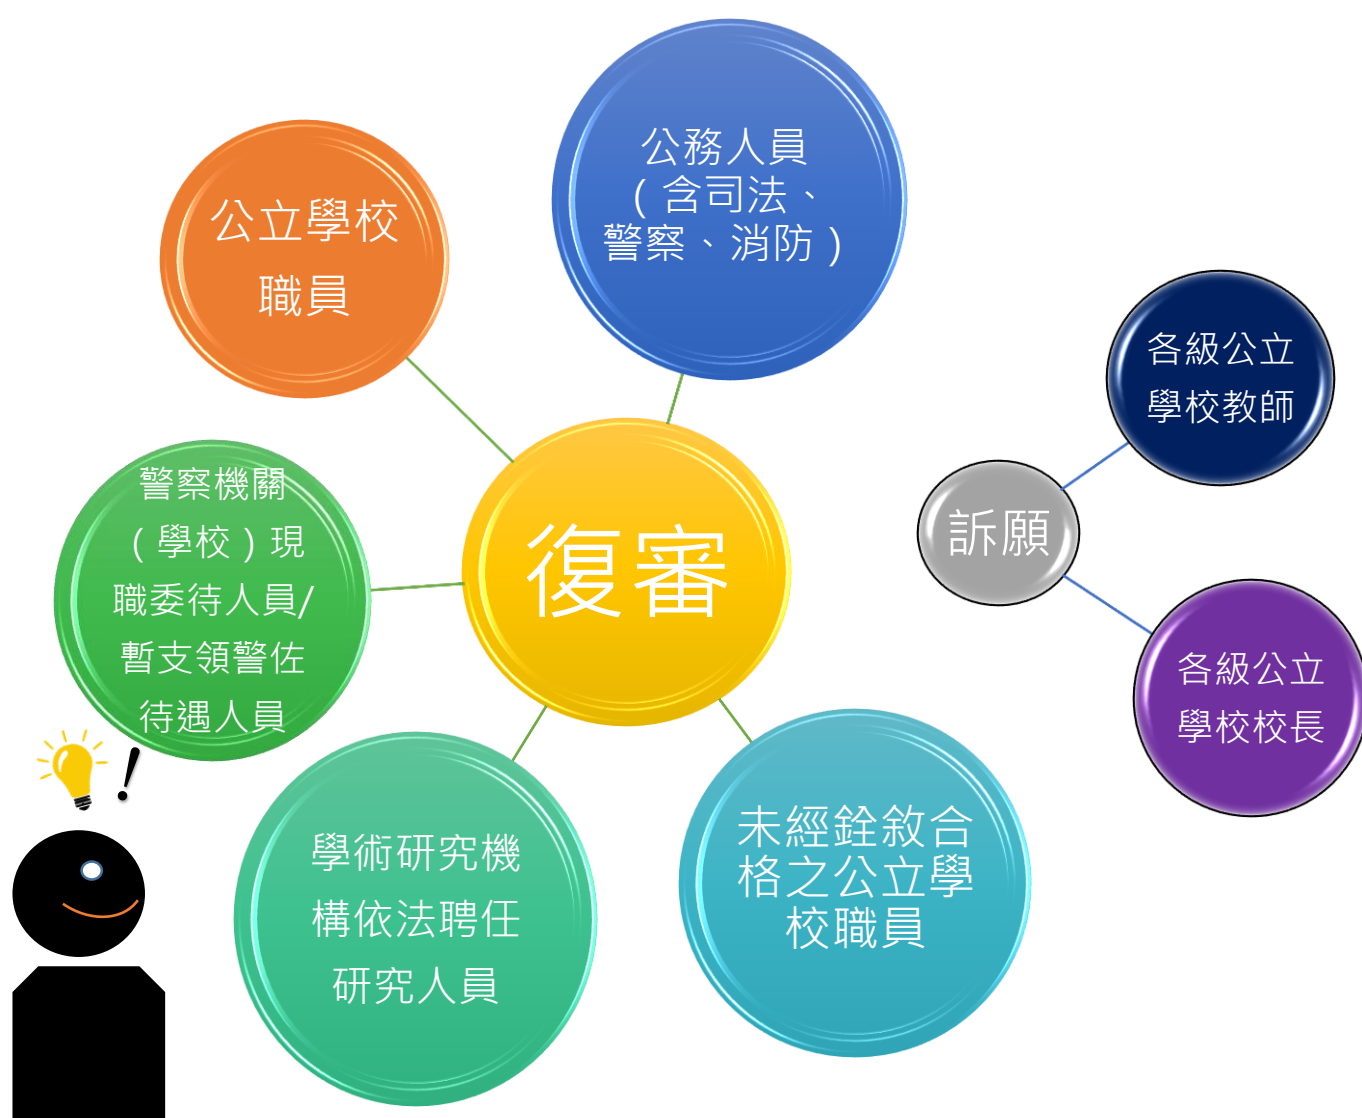 公務人員
（含司法、
警察、消防）
公立學校
職員
各級公立
學校教師
警察機關
（學校）現
職委待人員/
暫支領警佐
待遇人員
復審
訴願
各級公立
學校校長
!
學術研究機
構依法聘任
研究人員
未經銓敘合
格之公立學
校職員